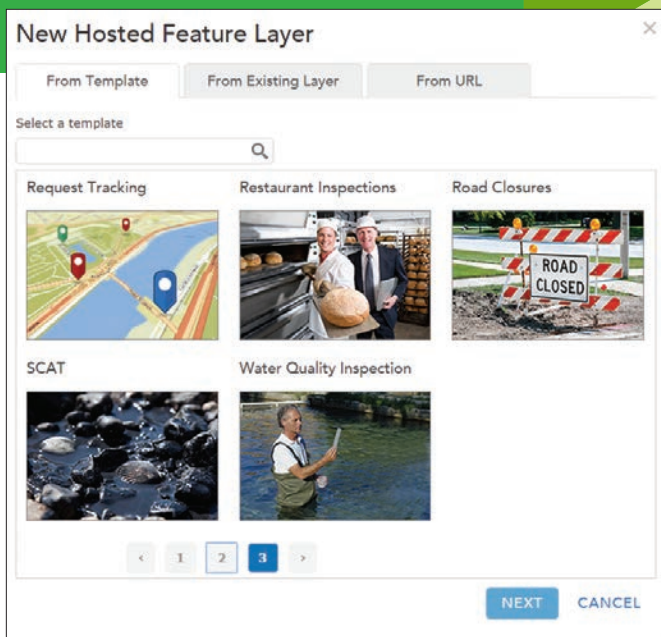 New Hosted Feature Layer
×
From Template From Existing Layer From URL
Select a template
Request Tracking Restaurant Inspections Road Closures
ROAD
CLOSED
SCAT Water Quality Inspection
‹ 1 2 3 ›
NEXT CANCEL